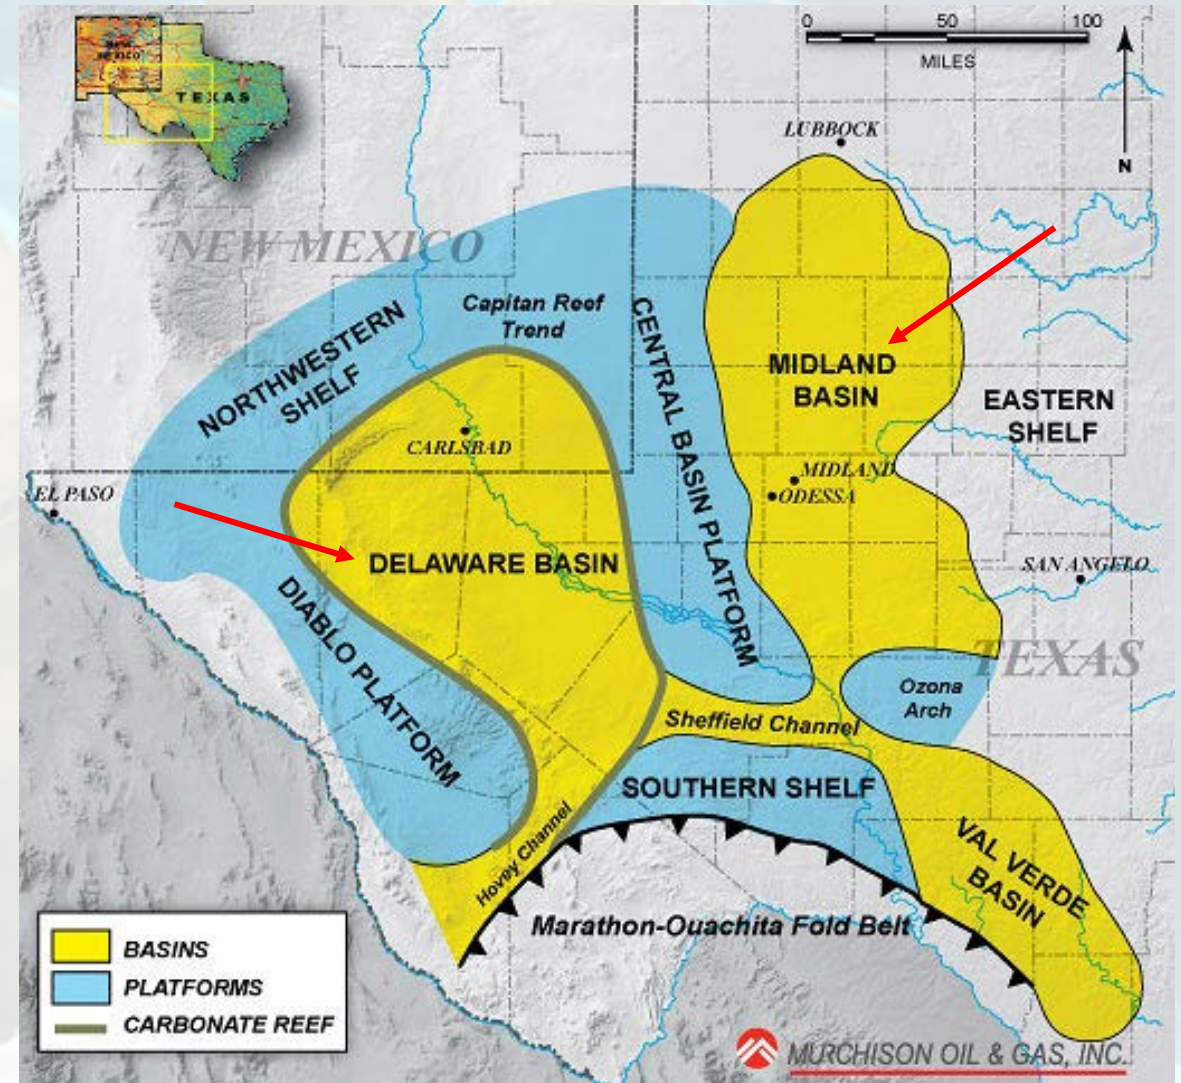 NEW
MEXICO
TEXAS
0 50 100
MILES
N
LUBBOCK
NEW MEXICO
Capitan Reef
Trend
NORTHWESTERN
SHELF
CENTRAL BASIN PLATFORM
MIDLAND
BASIN
EASTERN
SHELF
CARLSBAD
MIDLAND
ODESSA
EL PASO
DELAWARE BASIN
SAN ANGELO
DIABLO PLATFORM
TEXAS
Ozona
Arch
Sheffield Channel
SOUTHERN SHELF
Hovey Channel
VAL VERDE
BASIN
Marathon-Ouachita Fold Belt
BASINS
PLATFORMS
CARBONATE REEF
MURCHISON OIL & GAS, INC.